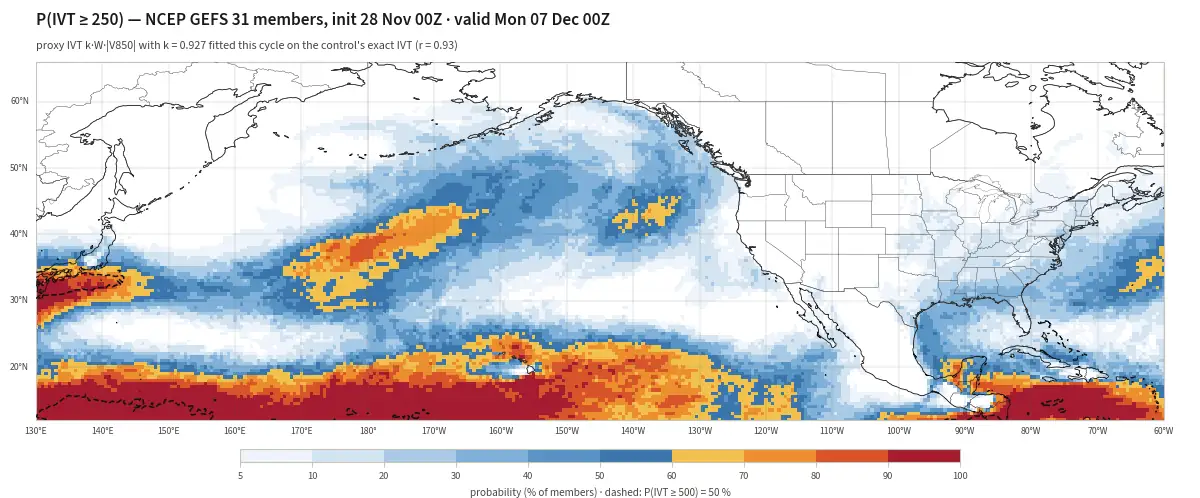 P(IVT ≥ 250) — NCEP GEFS 31 members, init 28 Nov 00Z · valid Mon 07 Dec 00Z
proxy IVT k·W·|V850| with k = 0.927 fitted this cycle on the control's exact IVT (r = 0.93)
60°N
50°N
40°N
30°N
20°N
130°E 140°E 150°E 160°E 170°E 180° 170°W 160°W 150°W 140°W 130°W 120°W 110°W 100°W 90°W 80°W 70°W 60°W
5 10 20 30 40 50 60 70 80 90 100
probability (% of members) · dashed: P(IVT ≥ 500) = 50 %